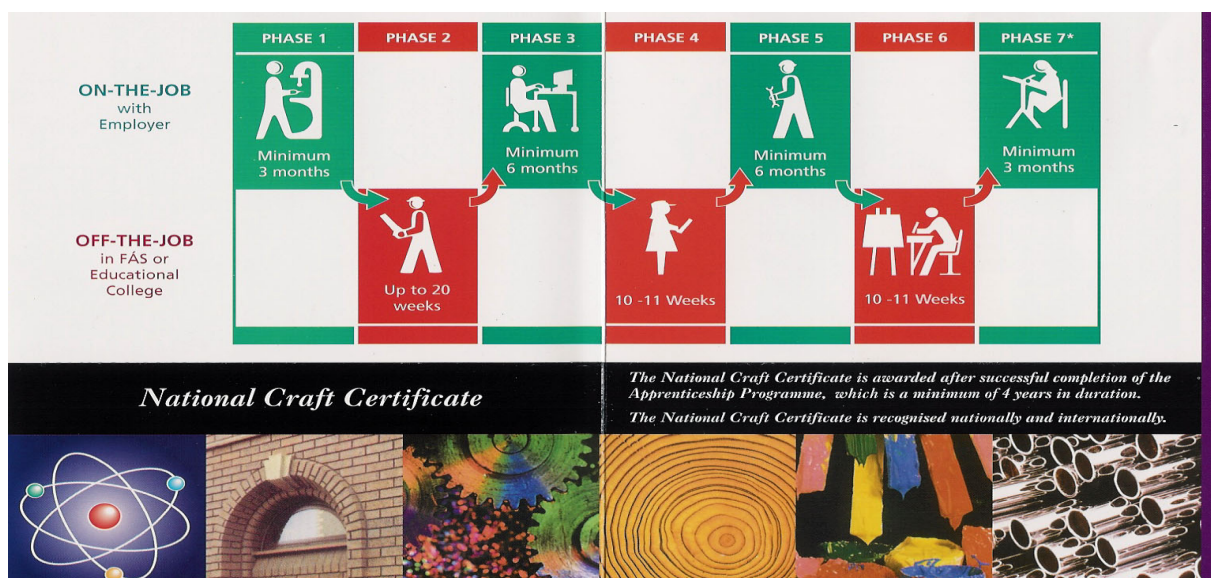 PHASE 1
PHASE 2
PHASE 3
PHASE 4
PHASE 5
PHASE 6
PHASE 7*
ON-THE-JOB
with
Employer
Minimum
3 months
Minimum
6 months
Minimum
6 months
Minimum
3 months
OFF-THE-JOB
in FÁS or
Educational
College
Up to 20
weeks
10 -11 Weeks
10 -11 Weeks
National Craft Certificate
The National Craft Certificate is awarded after successful completion of the
Apprenticeship Programme, which is a minimum of 4 years in duration.
The National Craft Certificate is recognised nationally and internationally.